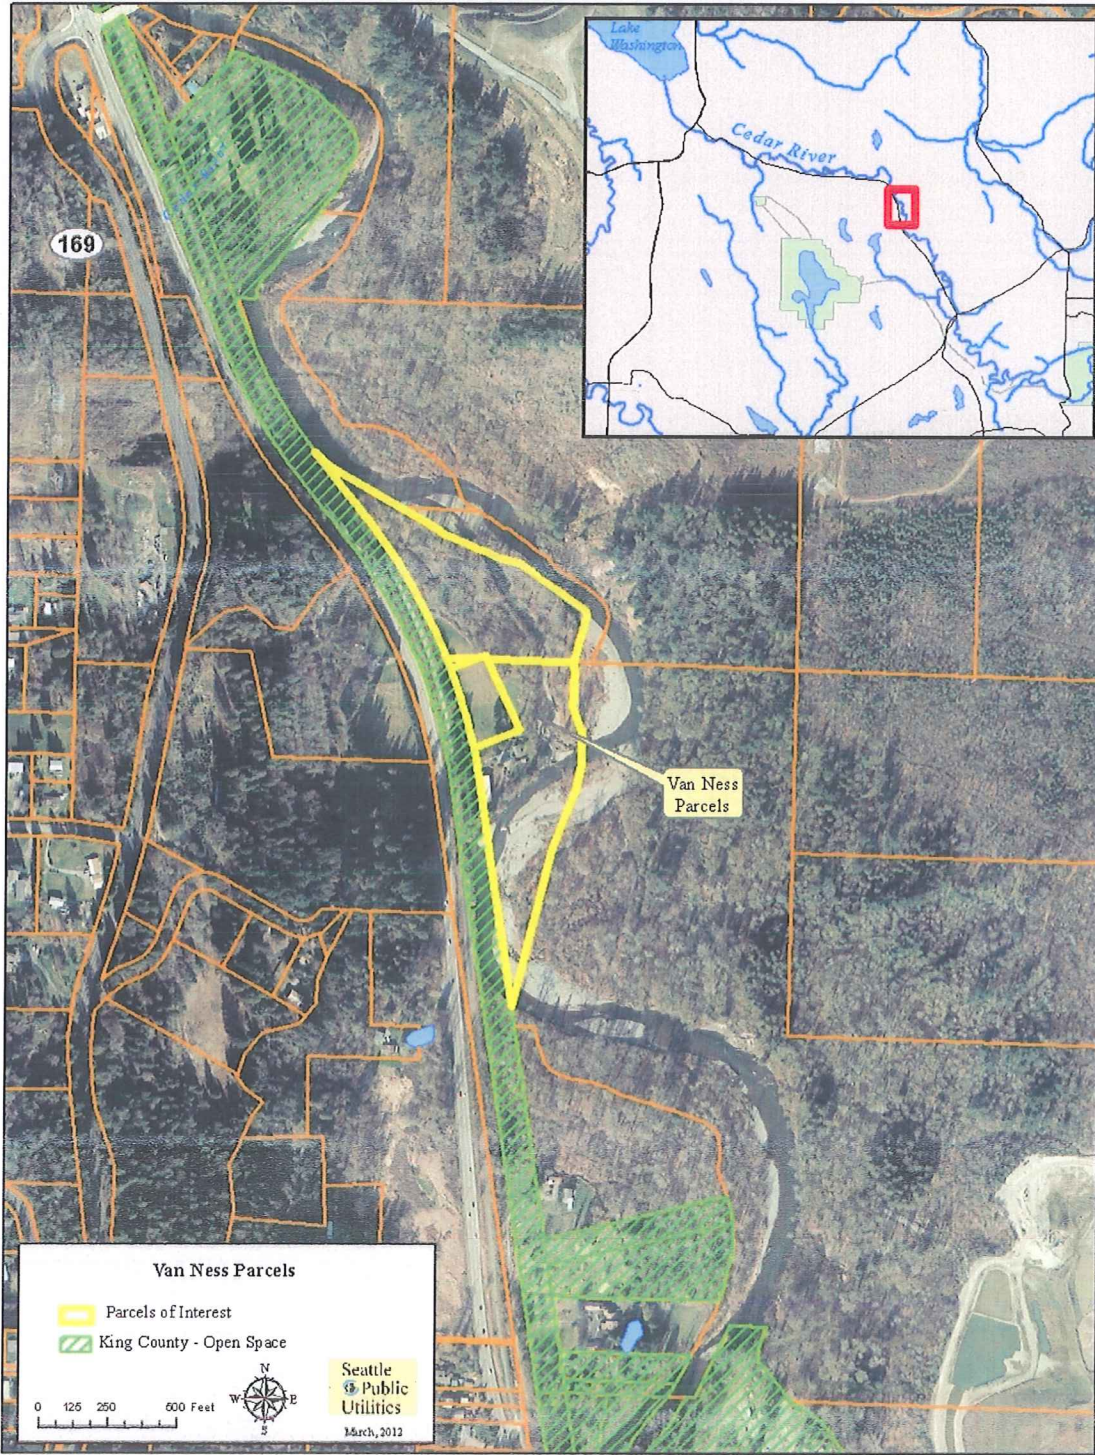 Lake
Washington
Cedar River
169
Van Ness
Parcels
Van Ness Parcels
Parcels of Interest
King County - Open Space
N
W
E
S
0 125 250 500 Feet
Seattle
Public
Utilities
March, 2012